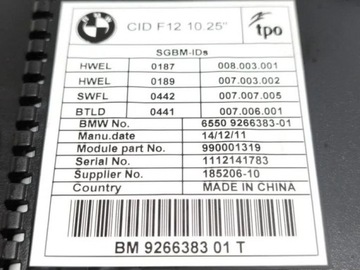 BMW CID F12 10.25" tpo
SGBM-IDs
HWEL 0187 008.003.001
HWEL 0189 007.003.002
SWFL 0442 007.007.005
BTLD 0441 007.006.001
BMW No. 6550 9266383-01
Manu.date 14/12/11
Module part No. 990001319
Serial No. 1112141783
Supplier No. 185206-10
Country MADE IN CHINA
BM 9266383 01 T